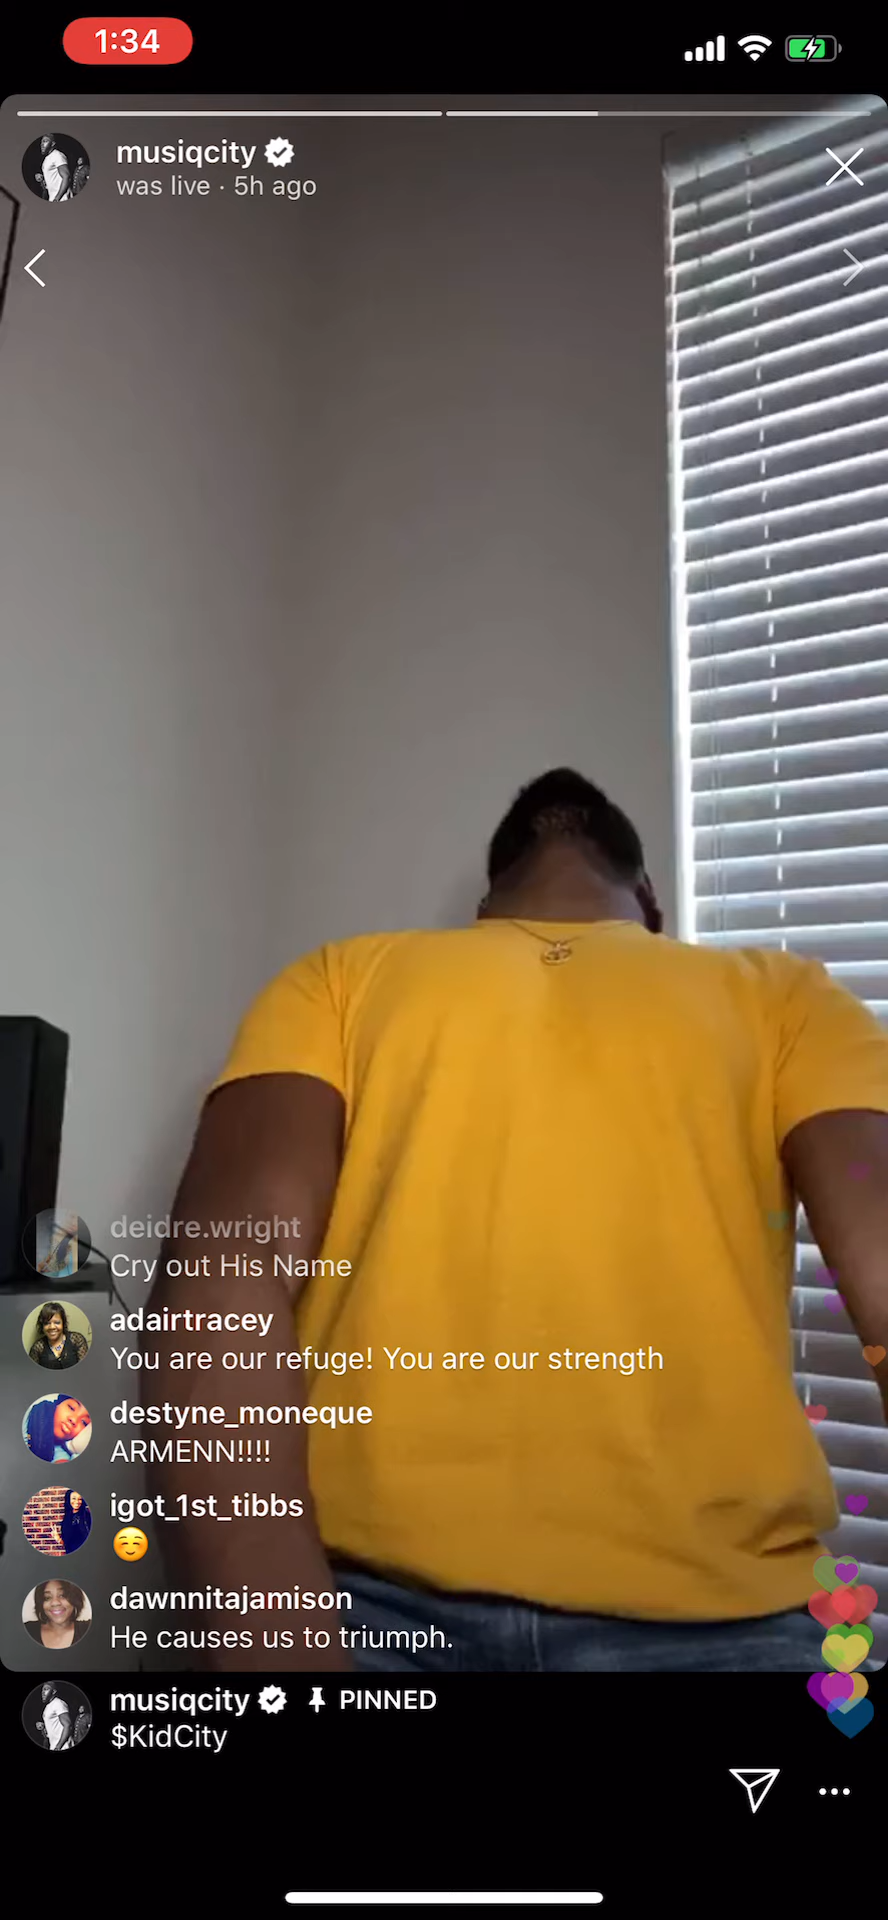 1:34
musiqcity
was live · 5h ago
deidre.wright
Cry out His Name
adairtracey
You are our refuge! You are our strength
destyne_moneque
ARMENN!!!!
igot_1st_tibbs
☺️
dawnnitajamison
He causes us to triumph.
musiqcity PINNED
$KidCity